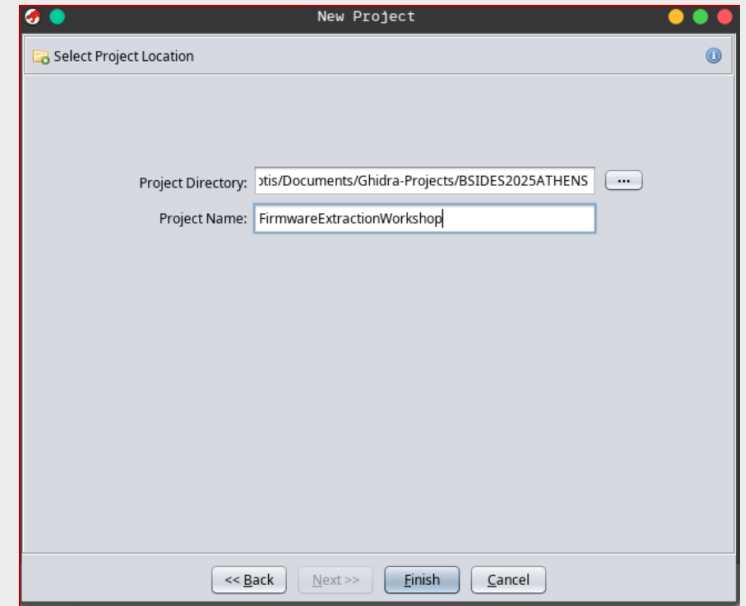 New Project
Select Project Location
Project Directory: otis/Documents/Ghidra-Projects/BSIDES2025ATHENS ...
Project Name: FirmwareExtractionWorkshop
<< Back Next >> Finish Cancel